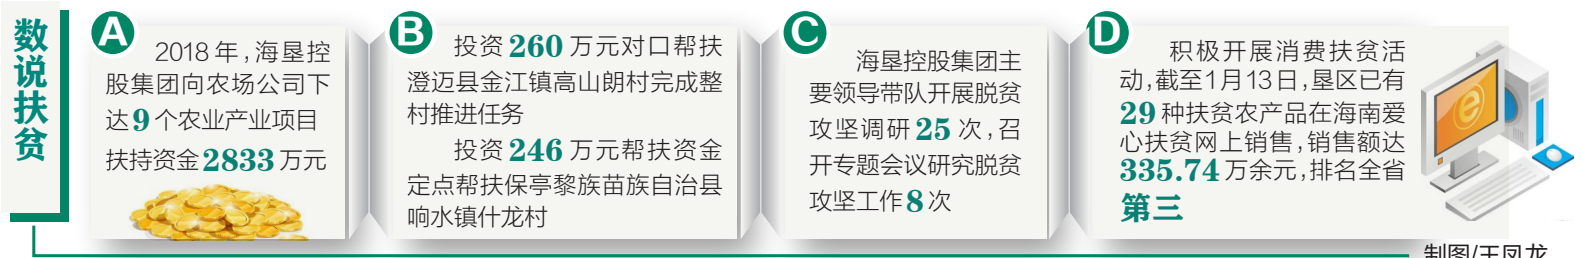 数说扶贫
A
2018年,海垦控
股集团向农场公司下
达9个农业产业项目
扶持资金2833万元
B
投资260万元对口帮扶
澄迈县金江镇高山朗村完成整
村推进任务
投资246万元帮扶资金
定点帮扶保亭黎族苗族自治县
响水镇什龙村
C
海垦控股集团主
要领导带队开展脱贫
攻坚调研25次,召
开专题会议研究脱贫
攻坚工作8次
D
积极开展消费扶贫活
动,截至1月13日,垦区已有
29种扶贫农产品在海南爱
心扶贫网上销售,销售额达
335.74万余元,排名全省
第三
e
制图/王凤龙